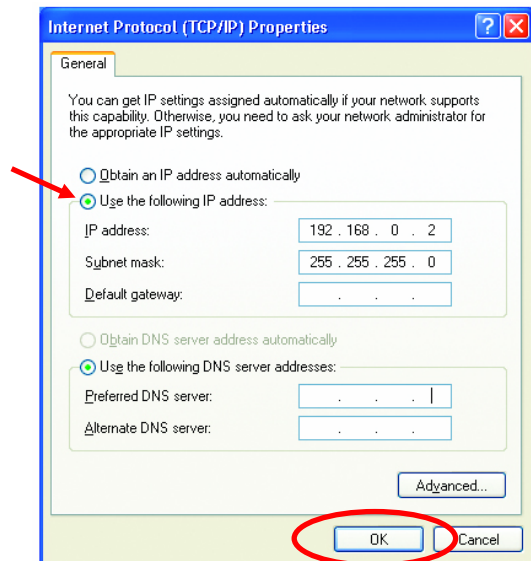 Internet Protocol (TCP/IP) Properties
General
You can get IP settings assigned automatically if your network supports
this capability. Otherwise, you need to ask your network administrator for
the appropriate IP settings.
Obtain an IP address automatically
Use the following IP address:
IP address: 192 . 168 . 0 . 2
Subnet mask: 255 . 255 . 255 . 0
Default gateway: . . .
Obtain DNS server address automatically
Use the following DNS server addresses:
Preferred DNS server: . . .
Alternate DNS server: . . .
Advanced...
OK Cancel